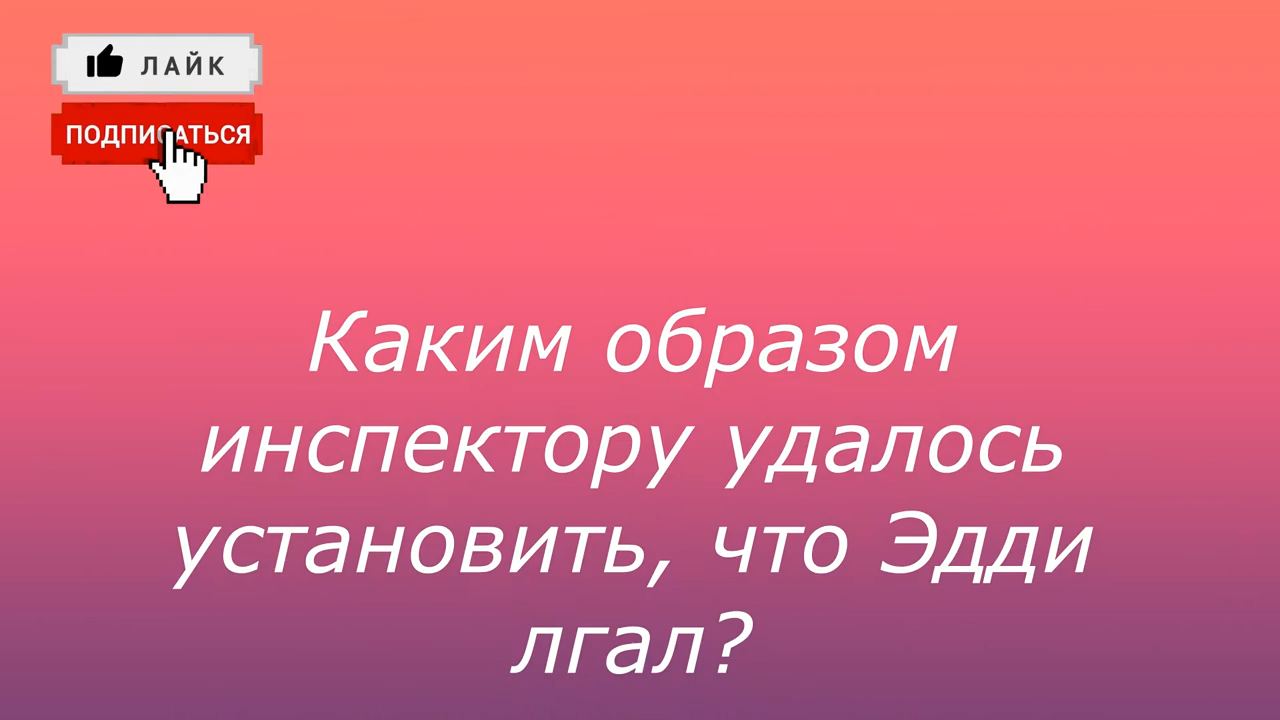 ЛАЙК
ПОДПИСАТЬСЯ
Каким образом
инспектору удалось
установить, что Эдди
лгал?